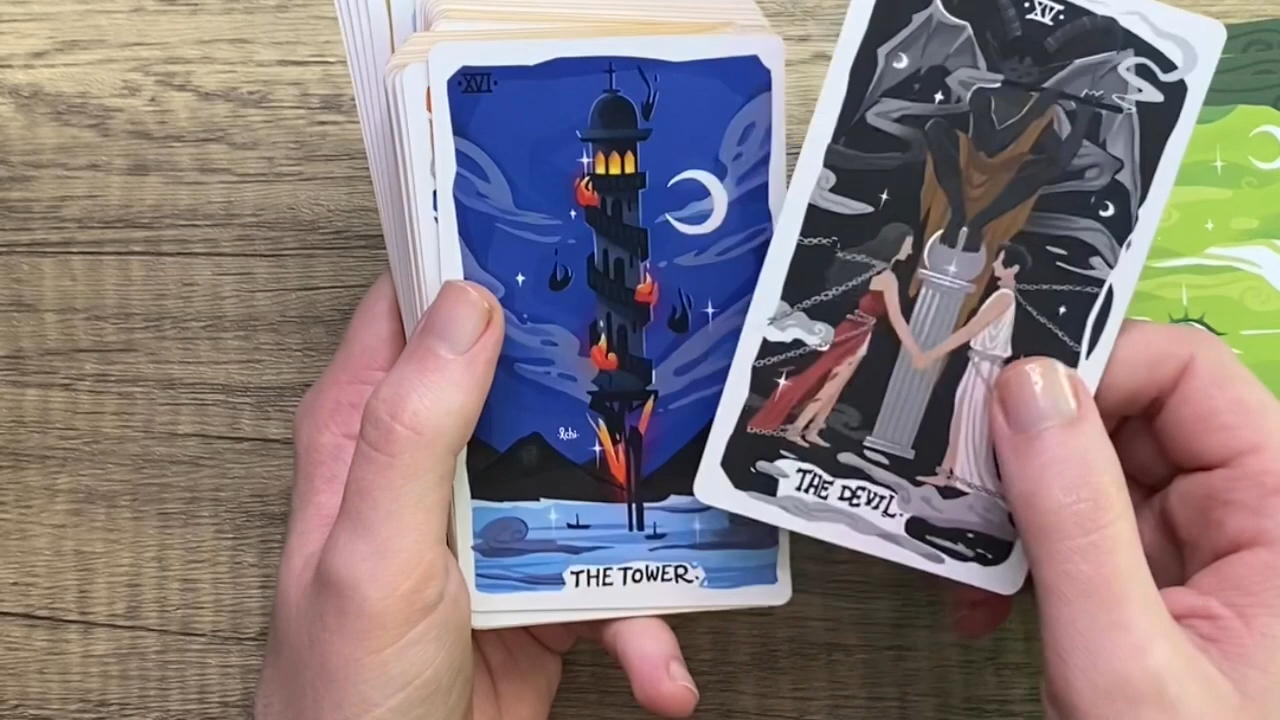 ·XVI·
THE TOWER.
·XV·
THE DEVIL.